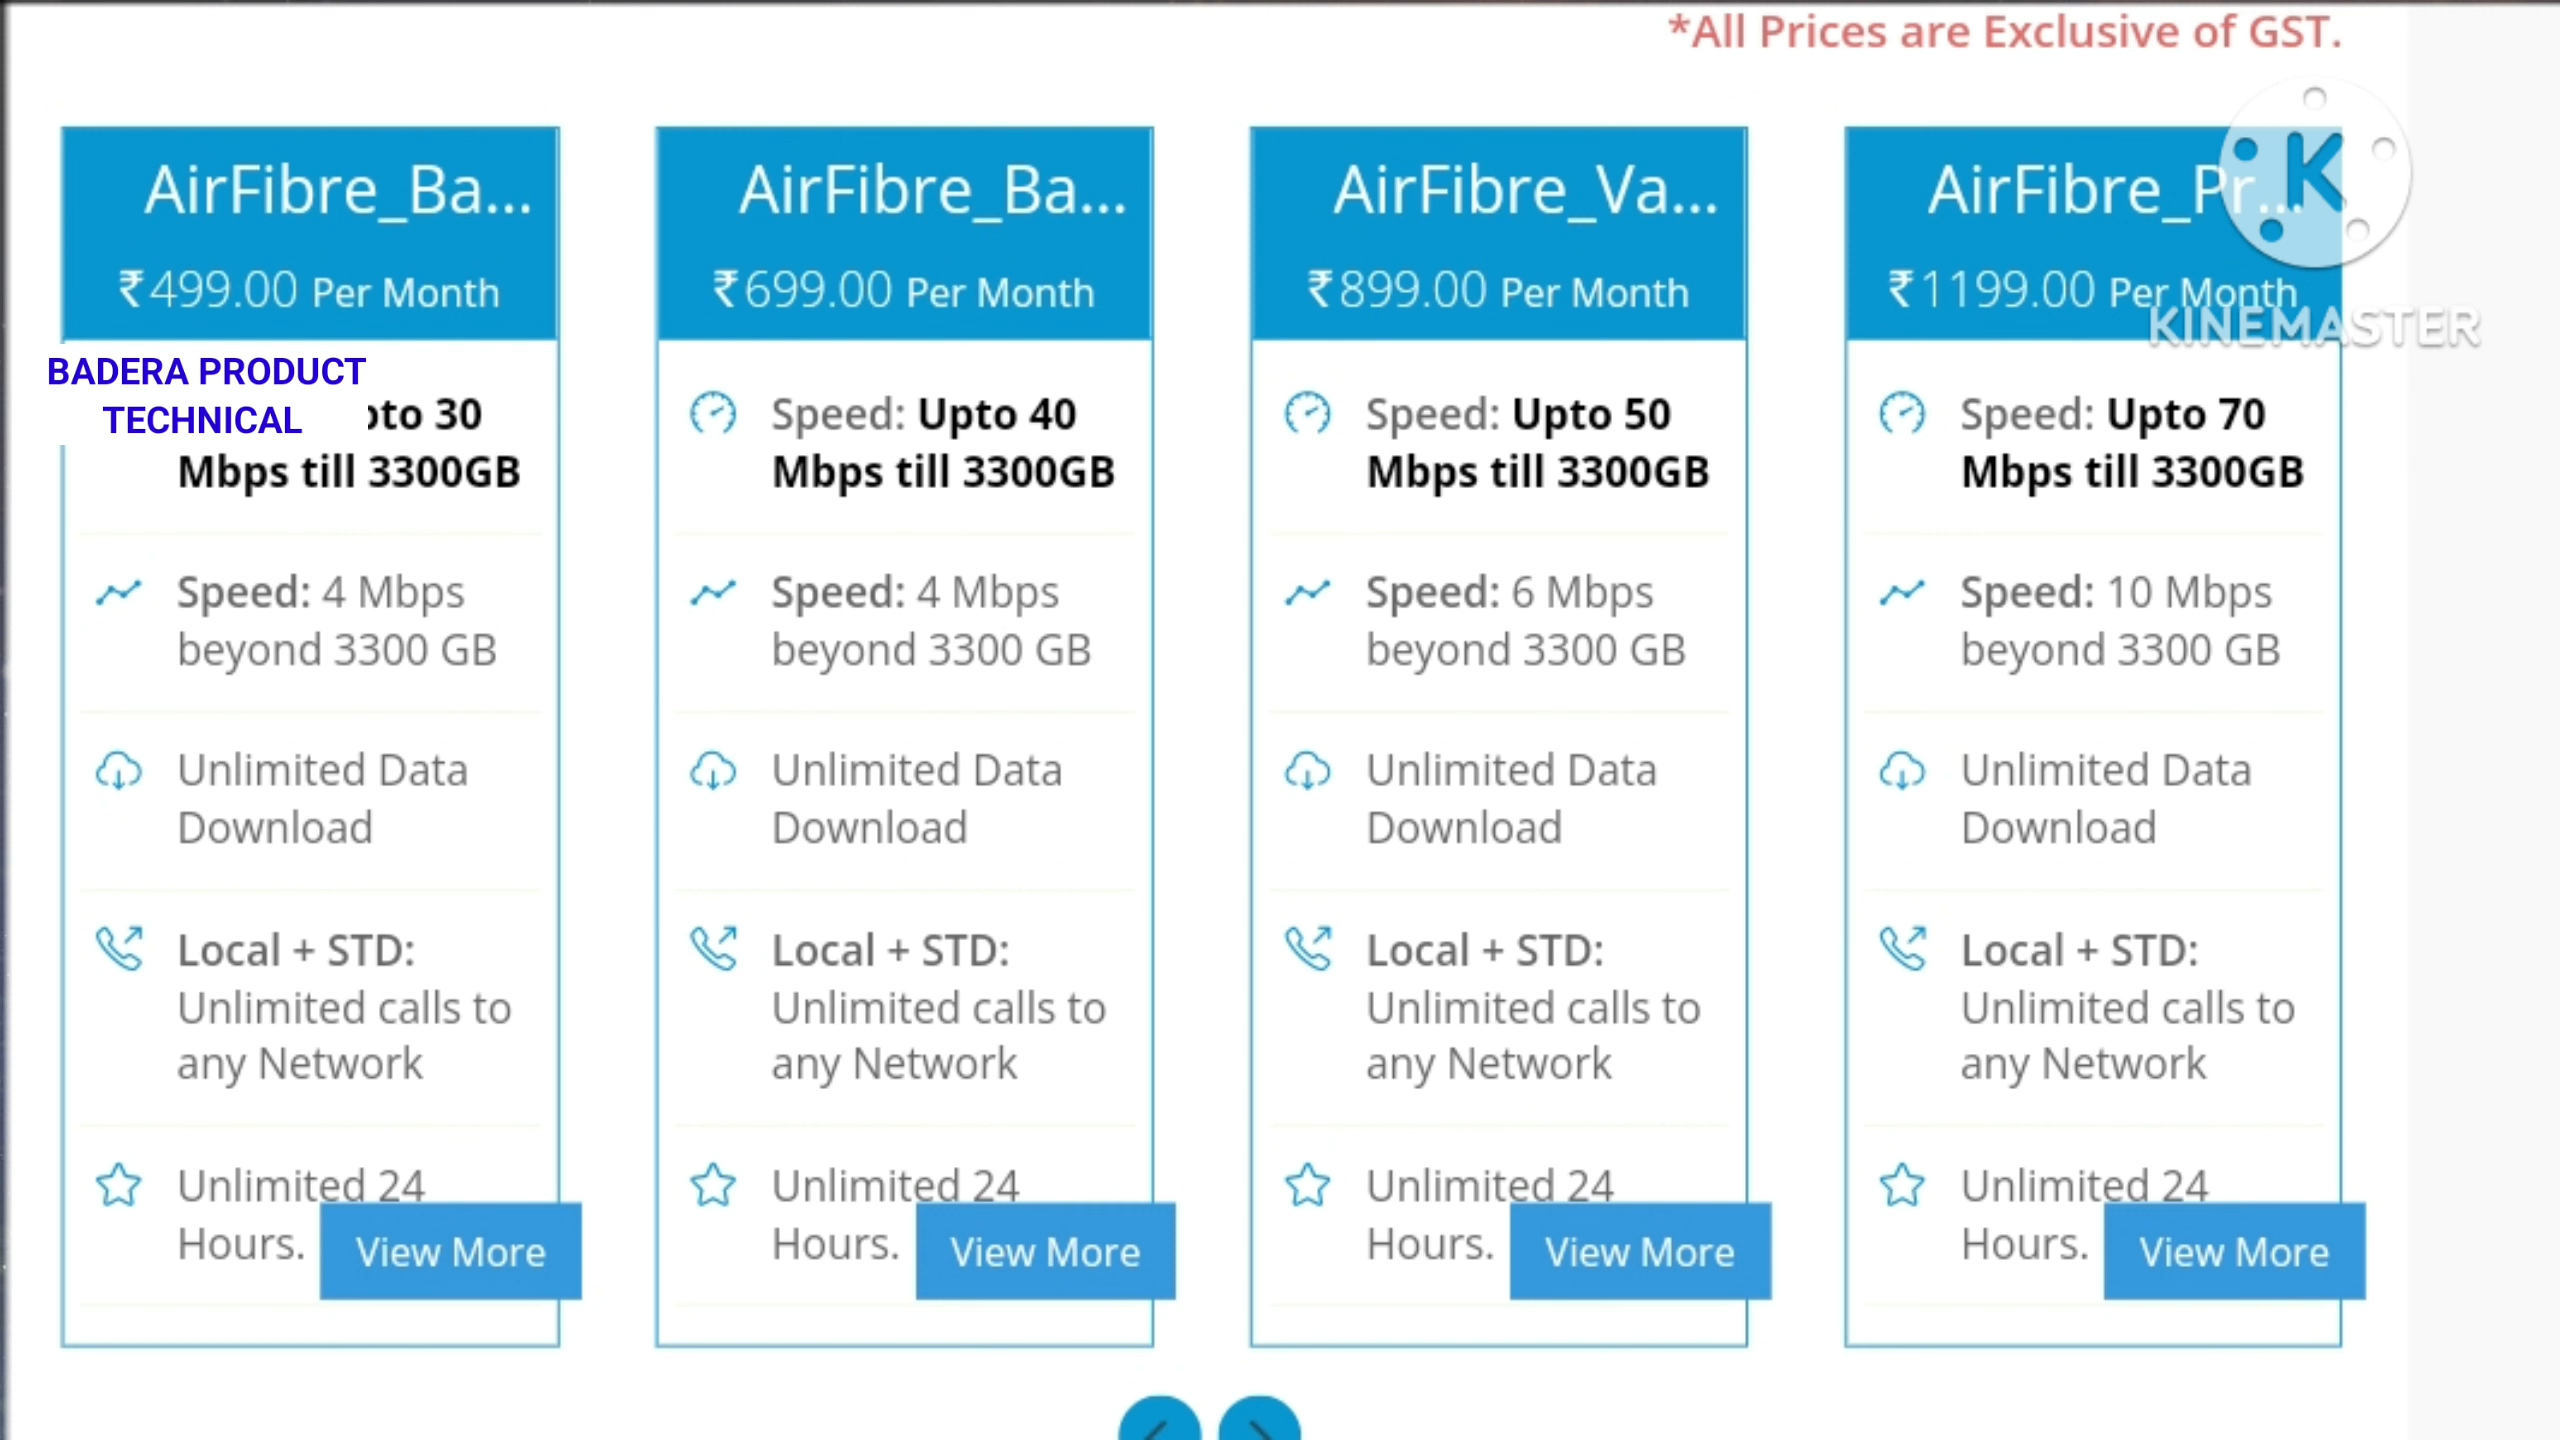 *All Prices are Exclusive of GST.
AirFibre_Ba...
₹499.00 Per Month
BADERA PRODUCT
TECHNICAL
pto 30
Mbps till 3300GB
Speed: 4 Mbps
beyond 3300 GB
Unlimited Data
Download
Local + STD:
Unlimited calls to
any Network
Unlimited 24
Hours.
View More
AirFibre_Ba...
₹699.00 Per Month
Speed: Upto 40
Mbps till 3300GB
Speed: 4 Mbps
beyond 3300 GB
Unlimited Data
Download
Local + STD:
Unlimited calls to
any Network
Unlimited 24
Hours.
View More
AirFibre_Va...
₹899.00 Per Month
Speed: Upto 50
Mbps till 3300GB
Speed: 6 Mbps
beyond 3300 GB
Unlimited Data
Download
Local + STD:
Unlimited calls to
any Network
Unlimited 24
Hours.
View More
AirFibre_Pr...
₹1199.00 Per Month
K
KINEMASTER
Speed: Upto 70
Mbps till 3300GB
Speed: 10 Mbps
beyond 3300 GB
Unlimited Data
Download
Local + STD:
Unlimited calls to
any Network
Unlimited 24
Hours.
View More